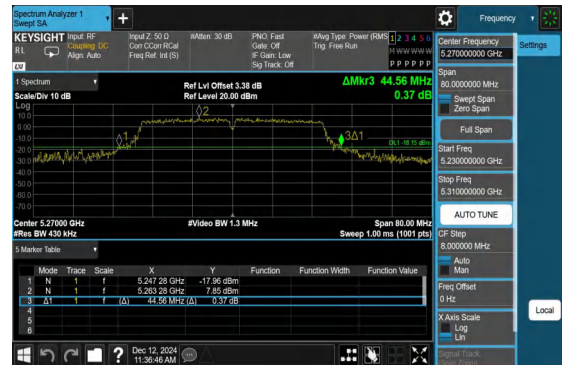 Spectrum Analyzer 1
Swept SA
+
Frequency
Settings
KEYSIGHT
RL
Input: RF
Coupling: DC
Align: Auto
Input Z: 50 Ω
Corr CCorr RCal
Freq Ref: Int (S)
#Atten: 30 dB
PNO: Fast
Gate: Off
IF Gain: Low
Sig Track: Off
#Avg Type: Power (RMS)
Trig: Free Run
1 2 3 4 5 6
M W W W W W
P P P P P P
Center Frequency
5.270000000 GHz
Span
80.0000000 MHz
Swept Span
Zero Span
Full Span
Start Freq
5.230000000 GHz
Stop Freq
5.310000000 GHz
AUTO TUNE
CF Step
8.000000 MHz
Auto
Man
Freq Offset
0 Hz
X Axis Scale
Log
Lin
Signal Track
Local
1 Spectrum
Scale/Div 10 dB
Ref Lvl Offset 3.38 dB
Ref Level 20.00 dBm
ΔMkr3 44.56 MHz
0.37 dB
Log
10.0
0.00
-10.0
-20.0
-30.0
-40.0
-50.0
-60.0
-70.0
1
2
3Δ1
DL1 -18.15 dBm
Center 5.27000 GHz
#Res BW 430 kHz
#Video BW 1.3 MHz
Span 80.00 MHz
Sweep 1.00 ms (1001 pts)
5 Marker Table
Mode Trace Scale X Y Function Function Width Function Value
1 N 1 f 5.247 28 GHz -17.96 dBm
2 N 1 f 5.263 28 GHz 7.85 dBm
3 Δ1 1 f (Δ) 44.56 MHz (Δ) 0.37 dB
4
5
6
?
Dec 12, 2024
11:36:46 AM